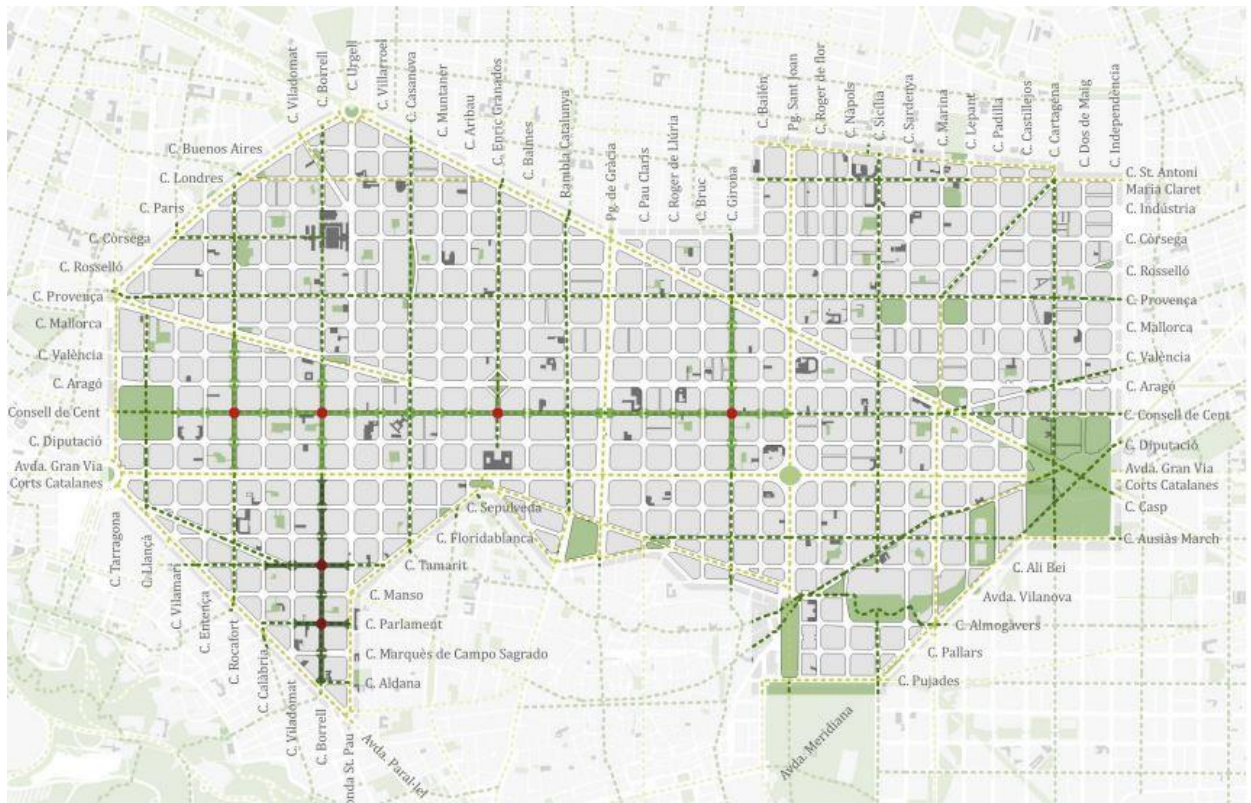 C. Viladomat
C. Borrell
C. Urgell
C. Villarroel
C. Casanova
C. Muntaner
C. Aribau
C. Enric Granados
C. Balmes
Rambla Catalunya
Pg. de Gràcia
C. Pau Claris
C. Roger de Llúria
C. Bruc
C. Girona
C. Bailén
Pg. Sant Joan
C. Roger de flor
C. Nàpols
C. Sicília
C. Sardenya
C. Marina
C. Lepant
C. Padilla
C. Castillejos
C. Cartagena
C. Dos de Maig
C. Independència
C. Buenos Aires
C. Londres
C. Paris
C. Còrsega
C. Rosselló
C. Provença
C. Mallorca
C. València
C. Aragó
Consell de Cent
C. Diputació
Avda. Gran Via
Corts Catalanes
C. St. Antoni
Maria Claret
C. Indústria
C. Còrsega
C. Rosselló
C. Provença
C. Mallorca
C. València
C. Aragó
C. Consell de Cent
C. Diputació
Avda. Gran Via
Corts Catalanes
C. Casp
C. Ausiàs March
C. Ali Bei
Avda. Vilanova
C. Almogàvers
C. Pallars
C. Pujades
Avda. Meridiana
C. Sepúlveda
C. Floridablanca
C. Tamarit
C. Manso
C. Parlament
C. Marquès de Campo Sagrado
C. Aldana
C. Tarragona
C. Llançà
C. Vilamarí
C. Entença
C. Rocafort
C. Calàbria
C. Viladomat
C. Borrell
onda St. Pau
Avda. Paral·lel